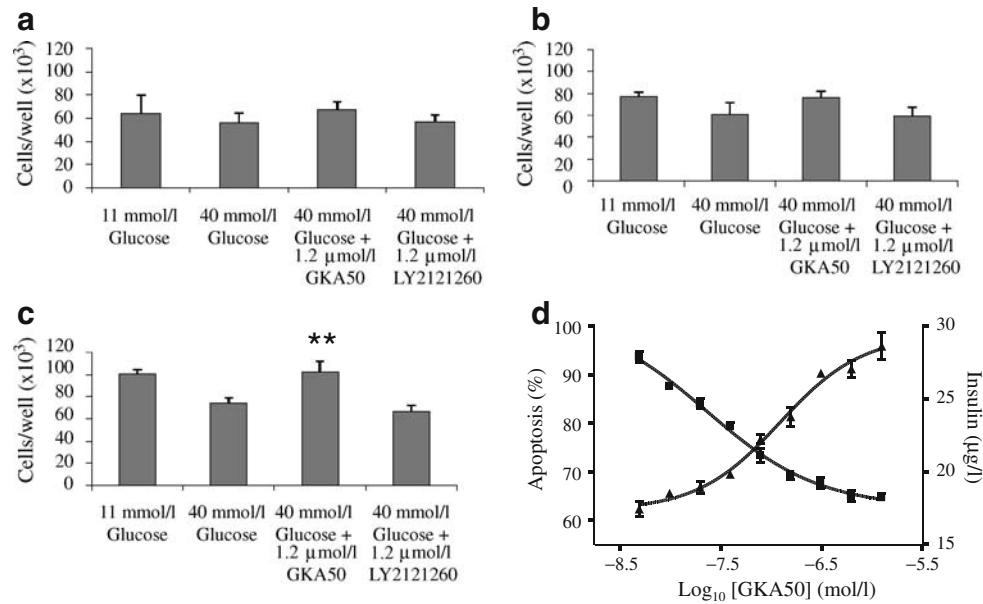 a
Cells/well (x10³)
120
100
80
60
40
20
0
11 mmol/l
Glucose
40 mmol/l
Glucose
40 mmol/l
Glucose +
1.2 µmol/l
GKA50
40 mmol/l
Glucose +
1.2 µmol/l
LY2121260
b
Cells/well (x10³)
120
100
80
60
40
20
0
11 mmol/l
Glucose
40 mmol/l
Glucose
40 mmol/l
Glucose +
1.2 µmol/l
GKA50
40 mmol/l
Glucose +
1.2 µmol/l
LY2121260
c
Cells/well (x10³)
120
100
80
60
40
20
0
**
11 mmol/l
Glucose
40 mmol/l
Glucose
40 mmol/l
Glucose +
1.2 µmol/l
GKA50
40 mmol/l
Glucose +
1.2 µmol/l
LY2121260
d
Apoptosis (%)
100
90
80
70
60
30
25
20
15
Insulin (µg/l)
−8.5
−7.5
−6.5
−5.5
Log₁₀ [GKA50] (mol/l)